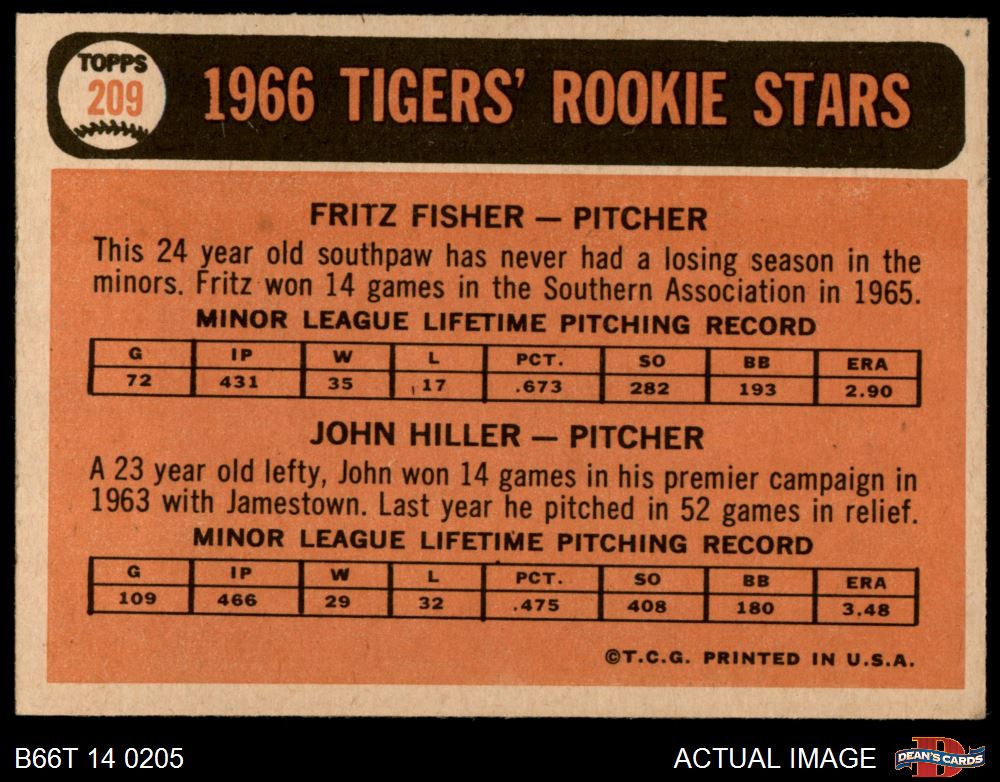 TOPPS
209
1966 TIGERS' ROOKIE STARS
FRITZ FISHER — PITCHER
This 24 year old southpaw has never had a losing season in the
minors. Fritz won 14 games in the Southern Association in 1965.
MINOR LEAGUE LIFETIME PITCHING RECORD
G IP W L PCT. SO BB ERA
72 431 35 17 .673 282 193 2.90
JOHN HILLER — PITCHER
A 23 year old lefty, John won 14 games in his premier campaign in
1963 with Jamestown. Last year he pitched in 52 games in relief.
MINOR LEAGUE LIFETIME PITCHING RECORD
G IP W L PCT. SO BB ERA
109 466 29 32 .475 408 180 3.48
©T.C.G. PRINTED IN U.S.A.
B66T 14 0205
ACTUAL IMAGE
D
DEAN'S CARDS